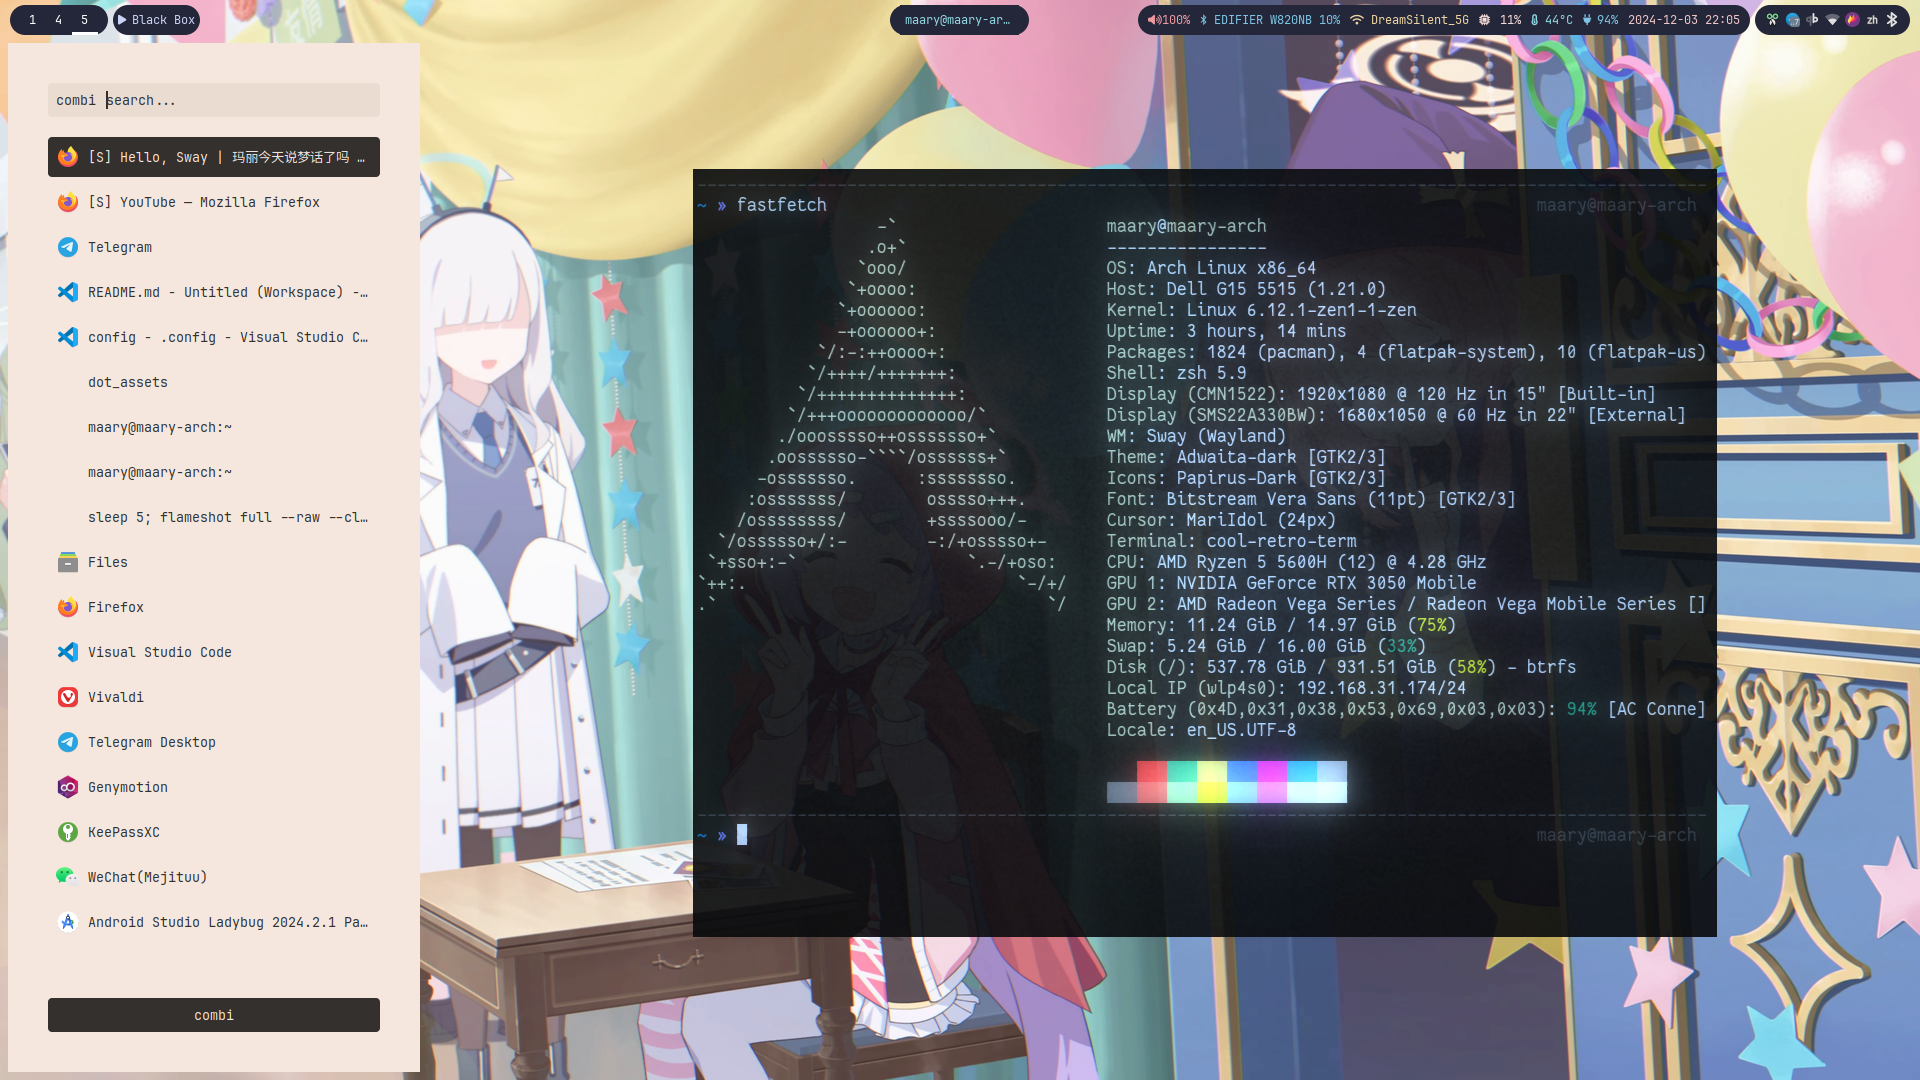 1 4 5
Black Box
maary@maary-ar…
100% EDIFIER W820NB 10% DreamSilent_5G 11% 44°C 94% 2024-12-03 22:05
zh
combi search...
[S] Hello, Sway | 玛丽今天说梦话了吗 …
[S] YouTube — Mozilla Firefox
Telegram
README.md - Untitled (Workspace) -…
config - .config - Visual Studio C…
dot_assets
maary@maary-arch:~
maary@maary-arch:~
sleep 5; flameshot full --raw --cl…
Files
Firefox
Visual Studio Code
Vivaldi
Telegram Desktop
Genymotion
KeePassXC
WeChat(Mejituu)
Android Studio Ladybug 2024.2.1 Pa…
combi
~ » fastfetch maary@maary-arch
maary@maary-arch
----------------
OS: Arch Linux x86_64
Host: Dell G15 5515 (1.21.0)
Kernel: Linux 6.12.1-zen1-1-zen
Uptime: 3 hours, 14 mins
Packages: 1824 (pacman), 4 (flatpak-system), 10 (flatpak-us)
Shell: zsh 5.9
Display (CMN1522): 1920x1080 @ 120 Hz in 15" [Built-in]
Display (SMS22A330BW): 1680x1050 @ 60 Hz in 22" [External]
WM: Sway (Wayland)
Theme: Adwaita-dark [GTK2/3]
Icons: Papirus-Dark [GTK2/3]
Font: Bitstream Vera Sans (11pt) [GTK2/3]
Cursor: MariIdol (24px)
Terminal: cool-retro-term
CPU: AMD Ryzen 5 5600H (12) @ 4.28 GHz
GPU 1: NVIDIA GeForce RTX 3050 Mobile
GPU 2: AMD Radeon Vega Series / Radeon Vega Mobile Series []
Memory: 11.24 GiB / 14.97 GiB (75%)
Swap: 5.24 GiB / 16.00 GiB (33%)
Disk (/): 537.78 GiB / 931.51 GiB (58%) - btrfs
Local IP (wlp4s0): 192.168.31.174/24
Battery (0x4D,0x31,0x38,0x53,0x69,0x03,0x03): 94% [AC Conne]
Locale: en_US.UTF-8
~ » maary@maary-arch